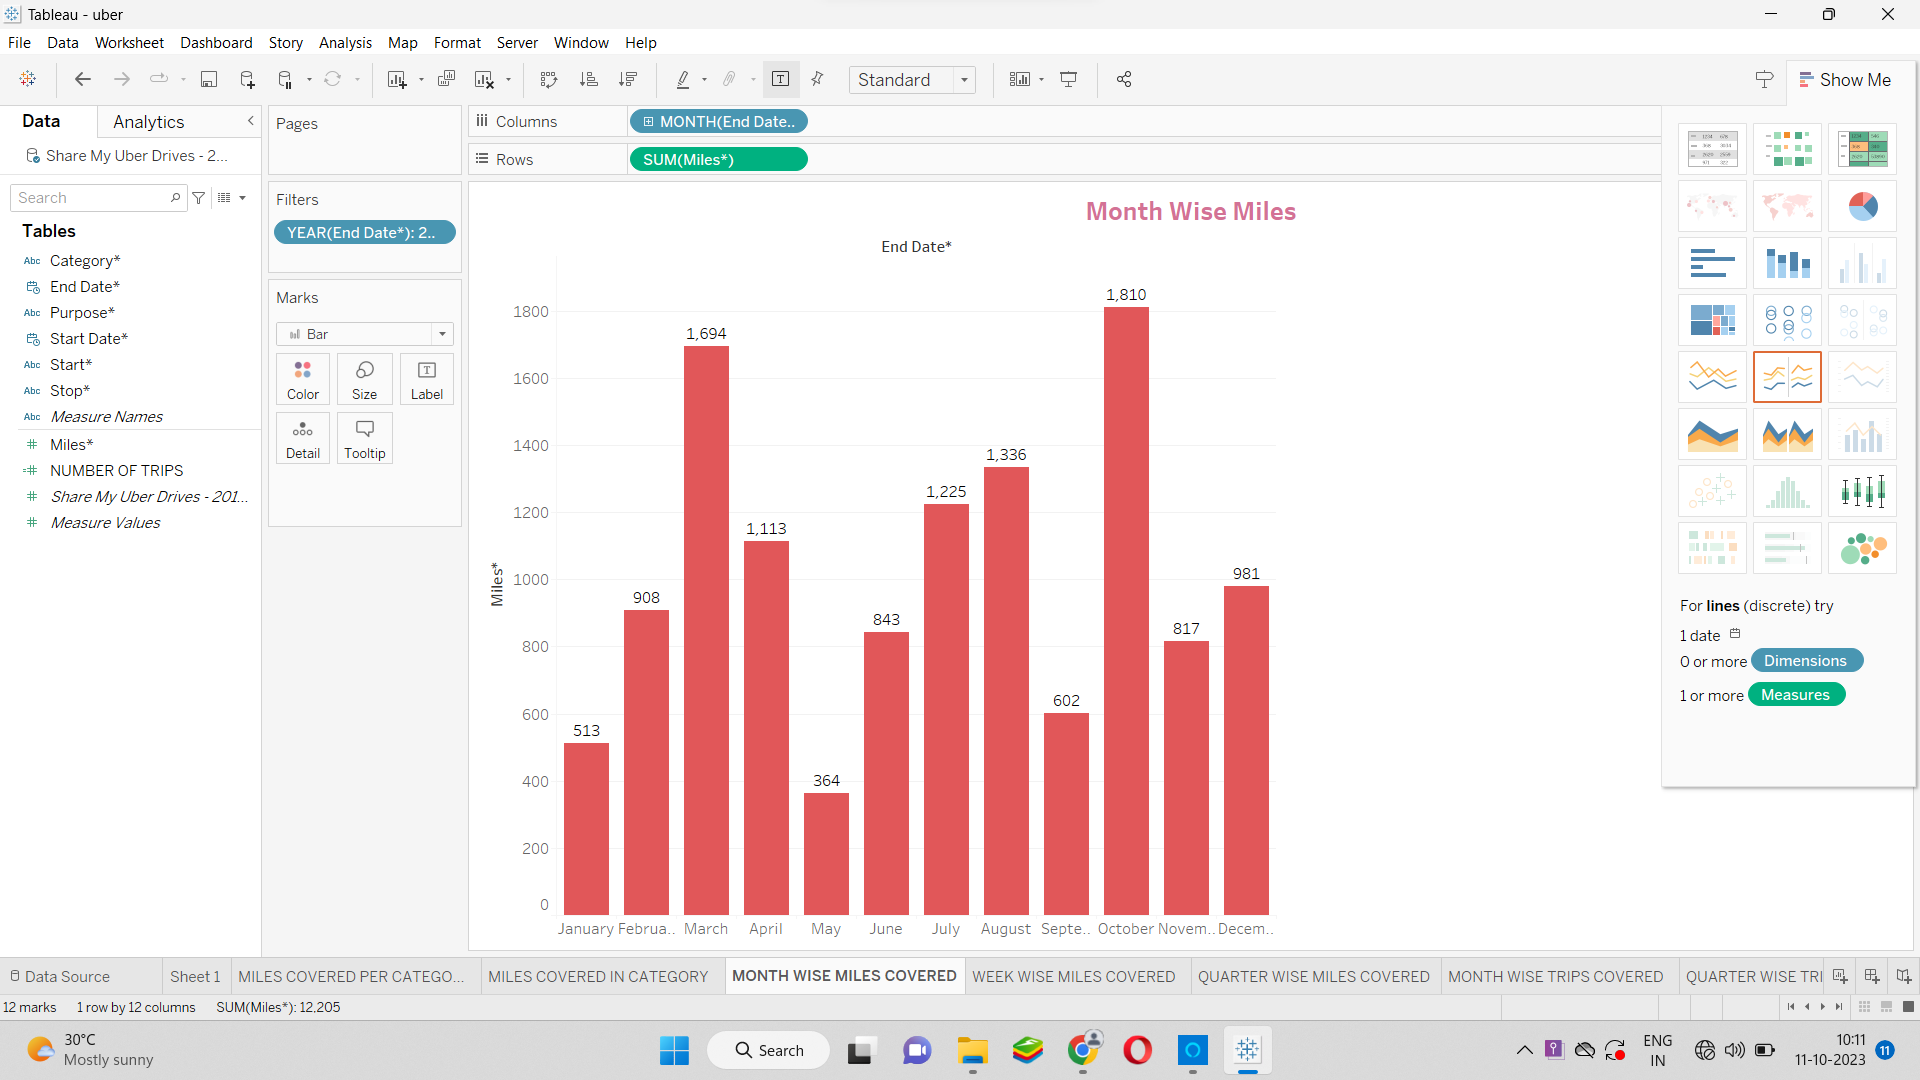 Tableau - uber
File Data Worksheet Dashboard Story Analysis Map Format Server Window Help
Standard
Show Me
Data Analytics
Share My Uber Drives - 2...
Search
Tables
Abc Category*
End Date*
Abc Purpose*
Start Date*
Abc Start*
Abc Stop*
Abc Measure Names
# Miles*
=# NUMBER OF TRIPS
# Share My Uber Drives - 201...
# Measure Values
Pages
Filters
YEAR(End Date*): 2..
Marks
Bar
Color Size Label
Detail Tooltip
Columns
MONTH(End Date..
Rows
SUM(Miles*)
Month Wise Miles
End Date*
Miles*
1800
1600
1400
1200
1000
800
600
400
200
0
513
908
1,694
1,113
364
843
1,225
1,336
602
1,810
817
981
January Februa.. March April May June July August Septe.. October Novem.. Decem..
For lines (discrete) try
1 date
0 or more Dimensions
1 or more Measures
Data Source Sheet 1 MILES COVERED PER CATEGO... MILES COVERED IN CATEGORY MONTH WISE MILES COVERED WEEK WISE MILES COVERED QUARTER WISE MILES COVERED MONTH WISE TRIPS COVERED QUARTER WISE TRI
12 marks 1 row by 12 columns SUM(Miles*): 12,205
30°C
Mostly sunny
Search
ENG
IN
10:11
11-10-2023
11